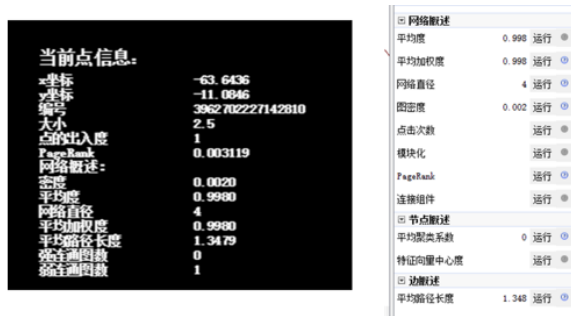 当前点信息:
x坐标 -63.6436
y坐标 -11.0846
编号 3962702227142810
大小 2.5
点的出入度 1
PageRank 0.003119
网络概述:
密度 0.0020
平均度 0.9980
网络直径 4
平均加权度 0.9980
平均路径长度 1.3479
强连通图数 0
弱连通图数 1
网络概述
平均度 0.998 运行
平均加权度 0.998 运行
网络直径 4 运行
图密度 0.002 运行
点击次数 运行
模块化 运行
PageRank 运行
连接组件 运行
节点概述
平均聚类系数 0 运行
特征向量中心度 运行
边概述
平均路径长度 1.348 运行